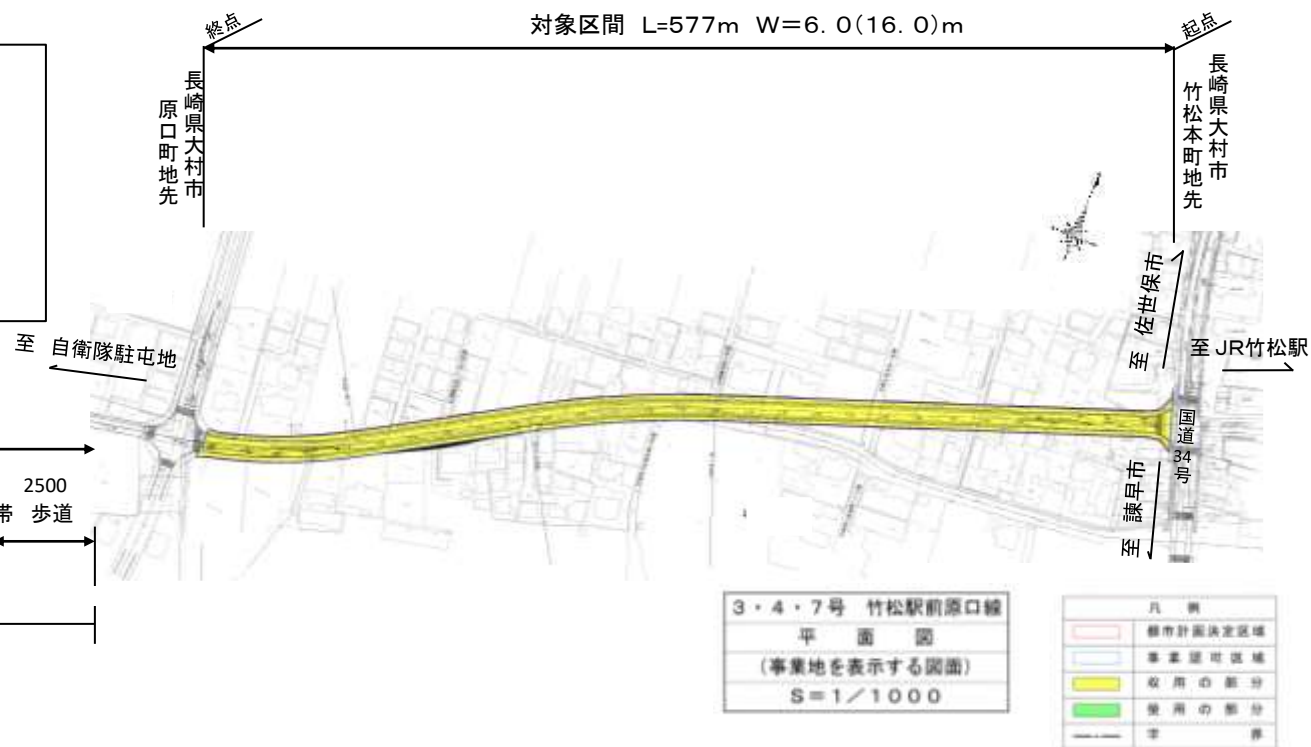 対象区間 L=577m W=6.0(16.0)m
終点
起点
長崎県大村市
原口町地先
長崎県大村市
竹松本町地先
至 佐世保市
至 自衛隊駐屯地
至 JR竹松駅
国道34号
至 諫早市
2500
帯 歩道
3・4・7号 竹松駅前原口線
平面図
(事業地を表示する図面)
S=1/1000
凡例
都市計画決定区域
事業認可区域
収用の部分
使用の部分
字界